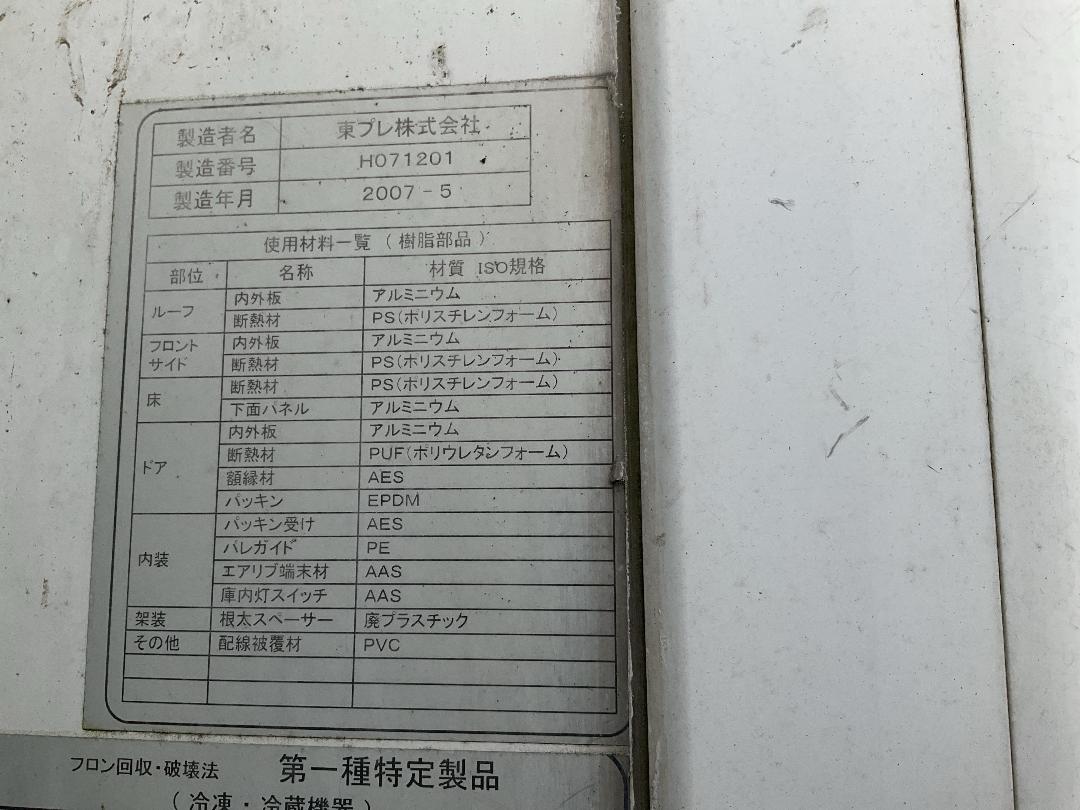 製造者名 東プレ株式会社
製造番号 H071201
製造年月 2007-5
使用材料一覧(樹脂部品)
部位 名称 材質 ISO規格
ルーフ 内外板 アルミニウム
断熱材 PS(ポリスチレンフォーム)
フロントサイド 内外板 アルミニウム
断熱材 PS(ポリスチレンフォーム)
床 断熱材 PS(ポリスチレンフォーム)
下面パネル アルミニウム
ドア 内外板 アルミニウム
断熱材 PUF(ポリウレタンフォーム)
額縁材 AES
パッキン EPDM
内装 パッキン受け AES
パレガイド PE
エアリブ端末材 AAS
庫内灯スイッチ AAS
架装 根太スペーサー 廃プラスチック
その他 配線被覆材 PVC
フロン回収・破壊法 第一種特定製品
(冷凍・冷蔵機器)